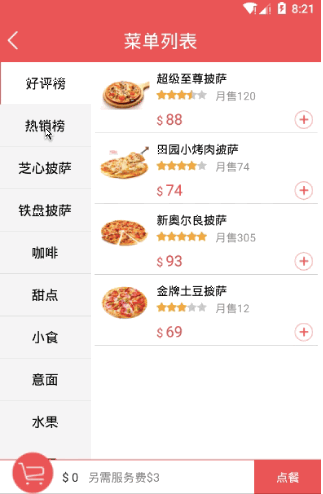 8:21
菜单列表
好评榜
热销榜
芝心披萨
铁盘披萨
咖啡
甜点
小食
意面
水果
超级至尊披萨
月售120
$ 88
田园小烤肉披萨
月售74
$ 74
新奥尔良披萨
月售305
$ 93
金牌土豆披萨
月售12
$ 69
$ 0 另需服务费$3
点餐